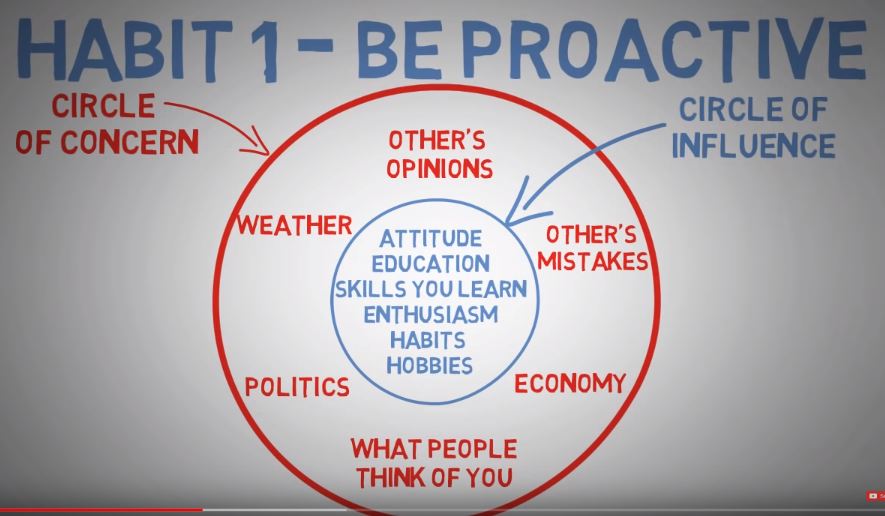 HABIT 1 - BE PROACTIVE
CIRCLE
OF CONCERN
CIRCLE OF
INFLUENCE
OTHER'S
OPINIONS
WEATHER
OTHER'S
MISTAKES
ATTITUDE
EDUCATION
SKILLS YOU LEARN
ENTHUSIASM
HABITS
HOBBIES
POLITICS
ECONOMY
WHAT PEOPLE
THINK OF YOU